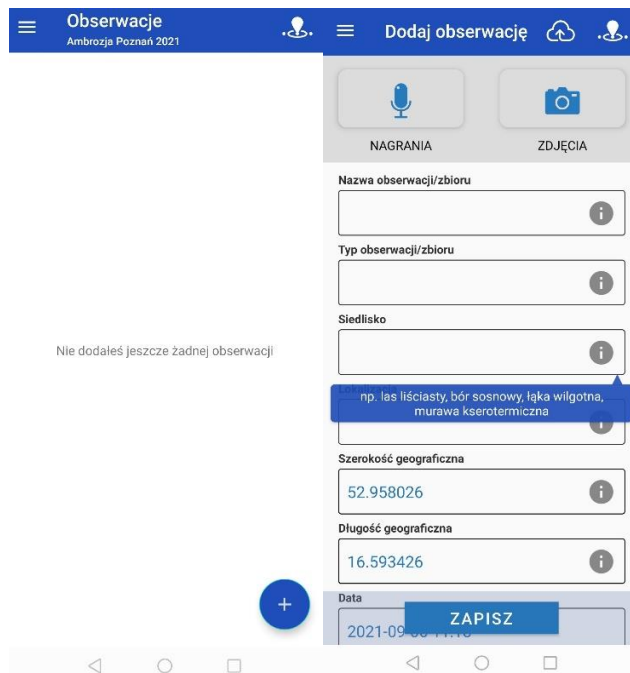 Obserwacje
Ambrozja Poznań 2021
Nie dodałeś jeszcze żadnej obserwacji
+
Dodaj obserwację
NAGRANIA
ZDJĘCIA
Nazwa obserwacji/zbioru
Typ obserwacji/zbioru
Siedlisko
Lokalizacja
np. las liściasty, bór sosnowy, łąka wilgotna,
murawa kserotermiczna
Szerokość geograficzna
52.958026
Długość geograficzna
16.593426
Data
ZAPISZ